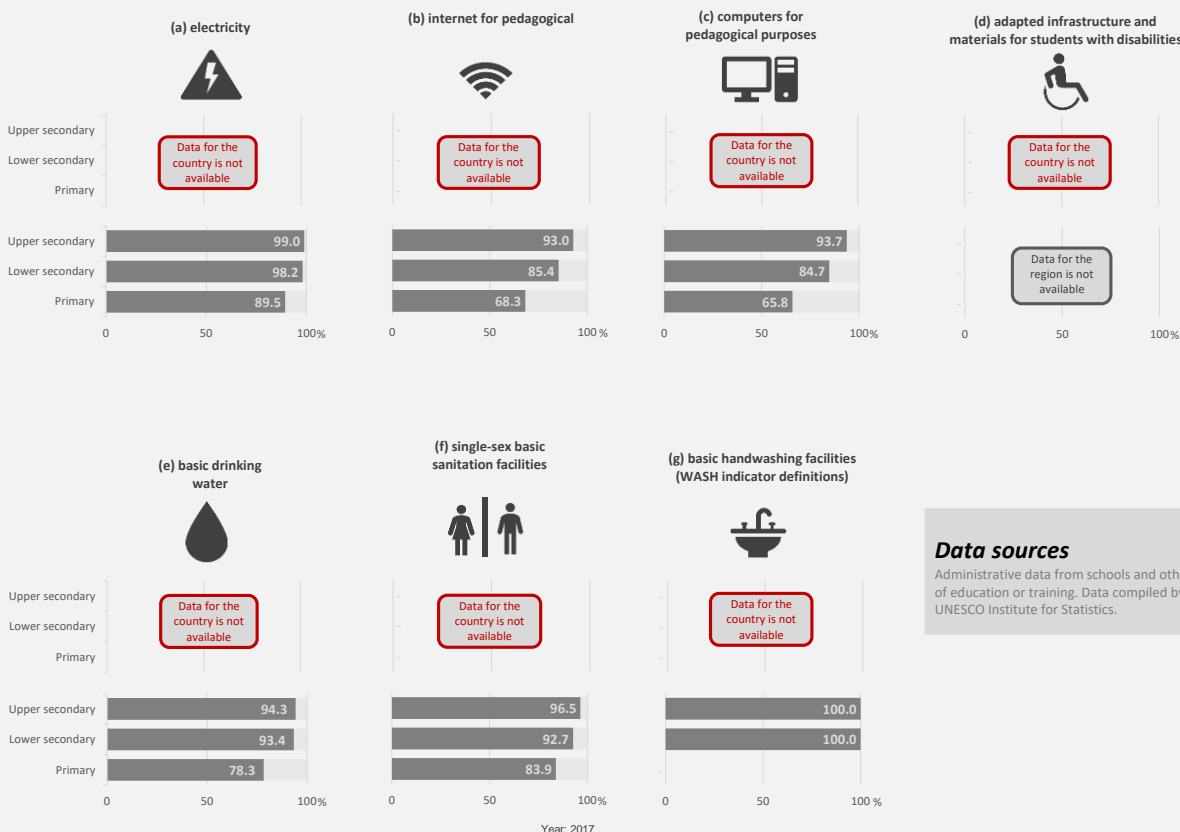 (a) electricity
(b) internet for pedagogical
(c) computers for
pedagogical purposes
(d) adapted infrastructure and
materials for students with disabilities
Upper secondary
Lower secondary
Primary
Data for the
country is not
available
Data for the
country is not
available
Data for the
country is not
available
Data for the
country is not
available
Upper secondary
Lower secondary
Primary
99.0
98.2
89.5
0 50 100%
93.0
85.4
68.3
0 50 100%
93.7
84.7
65.8
0 50 100%
Data for the
region is not
available
0 50 100%
(e) basic drinking
water
(f) single-sex basic
sanitation facilities
(g) basic handwashing facilities
(WASH indicator definitions)
Upper secondary
Lower secondary
Primary
Data for the
country is not
available
Data for the
country is not
available
Data for the
country is not
available
Upper secondary
Lower secondary
Primary
94.3
93.4
78.3
0 50 100%
96.5
92.7
83.9
0 50 100%
100.0
100.0
0 50 100 %
Data sources
Administrative data from schools and oth
of education or training. Data compiled by
UNESCO Institute for Statistics.
Year: 2017